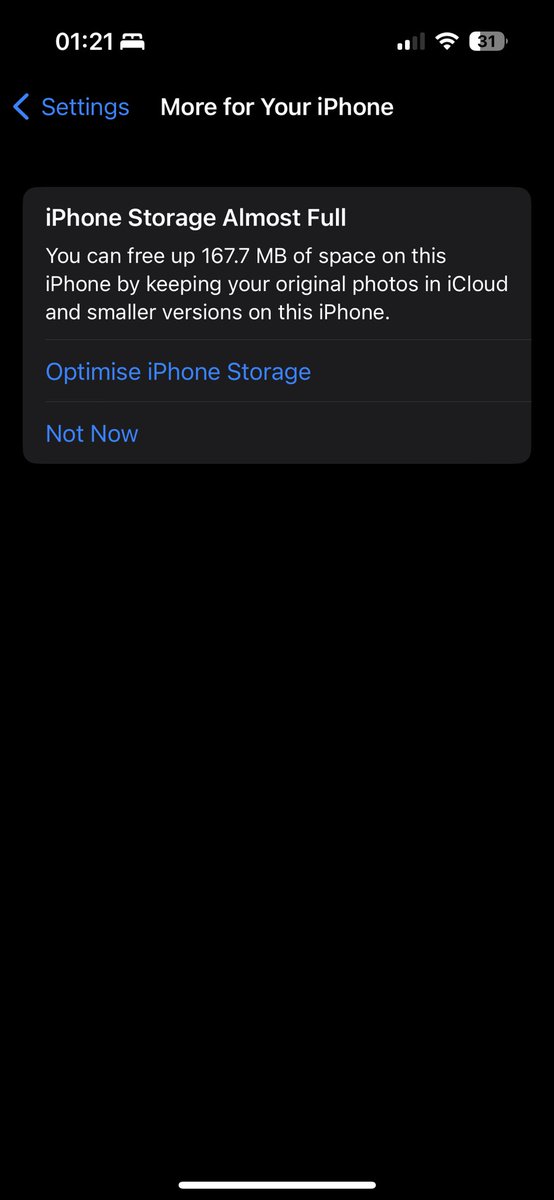 01:21
31
Settings
More for Your iPhone
iPhone Storage Almost Full
You can free up 167.7 MB of space on this
iPhone by keeping your original photos in iCloud
and smaller versions on this iPhone.
Optimise iPhone Storage
Not Now